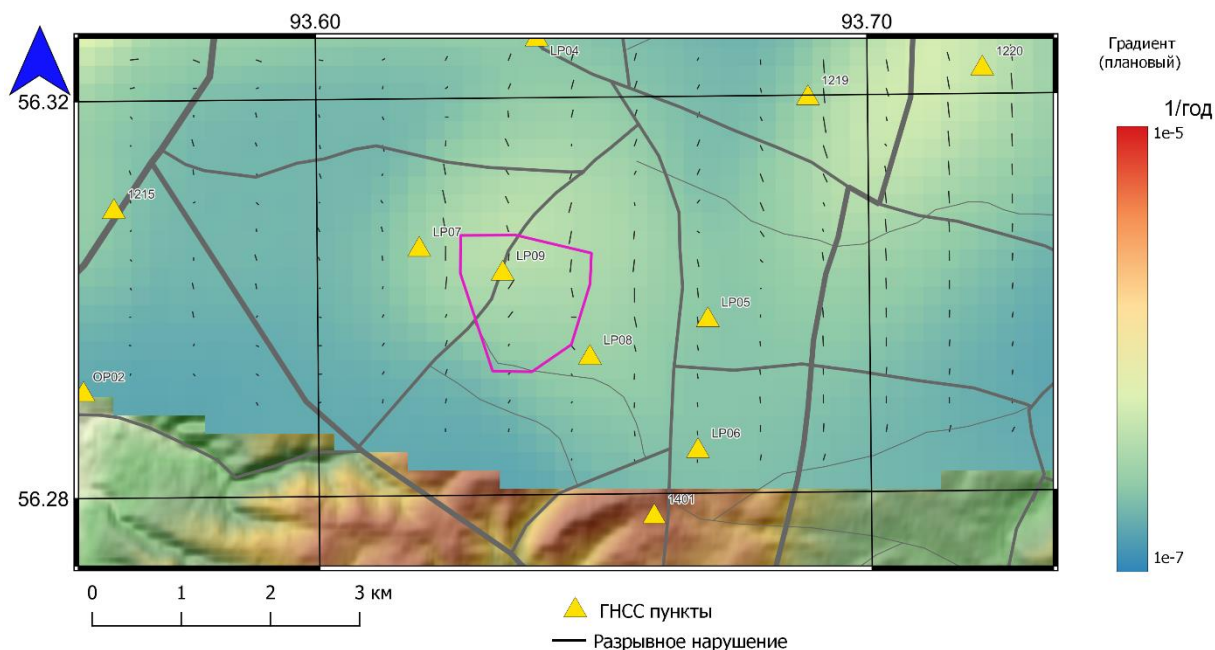 93.60
93.70
Градиент
(плановый)
LP04
1220
1219
56.32
1/год
1e-5
1215
LP07
LP09
LP05
LP08
OP02
LP06
56.28
1401
1e-7
0 1 2 3 км
ГНСС пункты
Разрывное нарушение